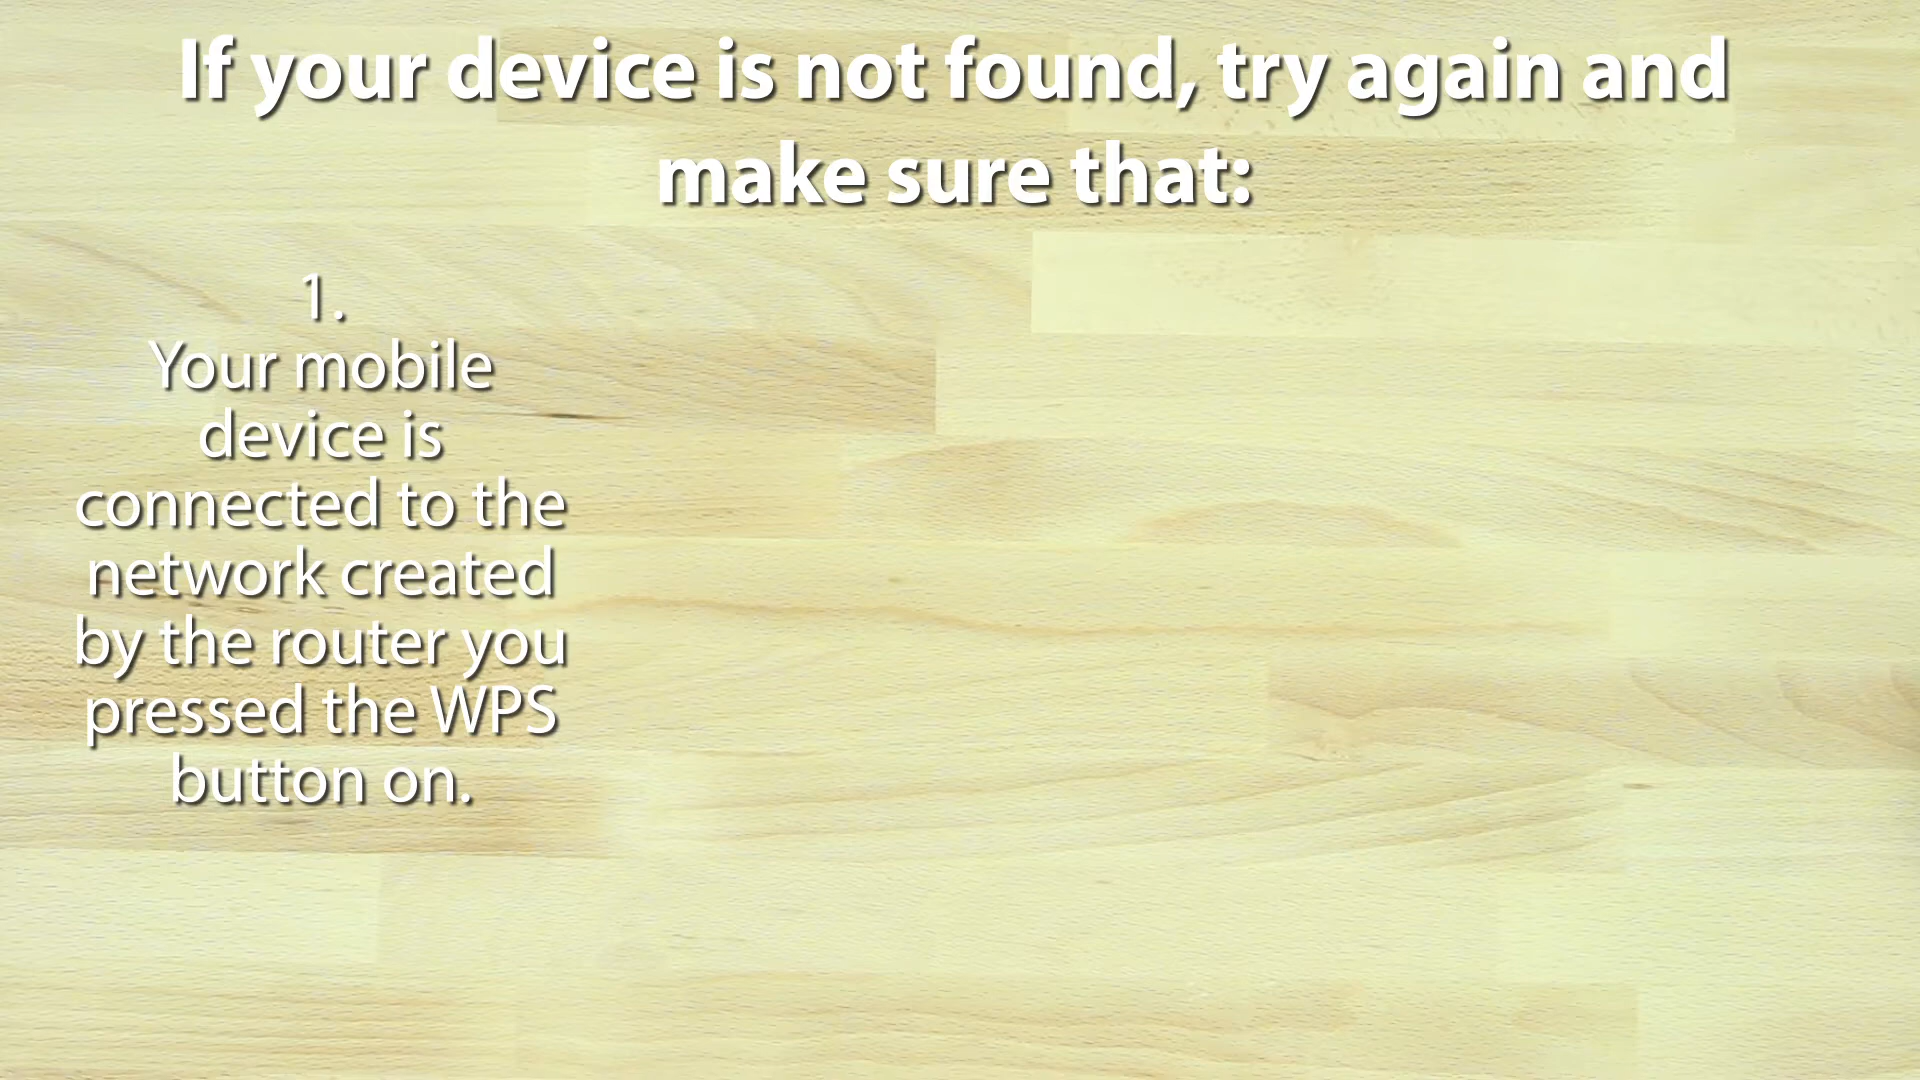 If your device is not found, try again and
make sure that:
1.
Your mobile
device is
connected to the
network created
by the router you
pressed the WPS
button on.